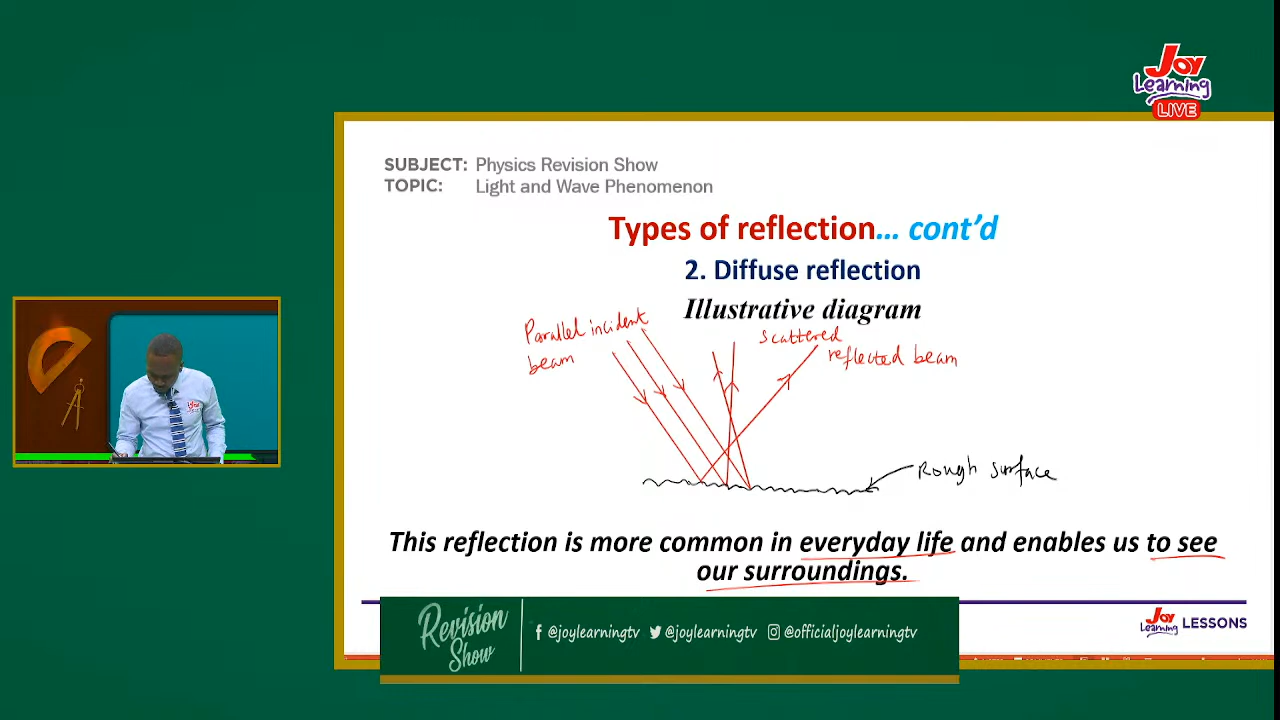 Joy
Learning
LIVE
SUBJECT: Physics Revision Show
TOPIC: Light and Wave Phenomenon
Types of reflection... cont'd
2. Diffuse reflection
Illustrative diagram
Parallel incident
beam
scattered
reflected beam
Rough surface
This reflection is more common in everyday life and enables us to see
our surroundings.
Revision
Show
@joylearningtv @joylearningtv @officialjoylearningtv
Joy
Learning LESSONS